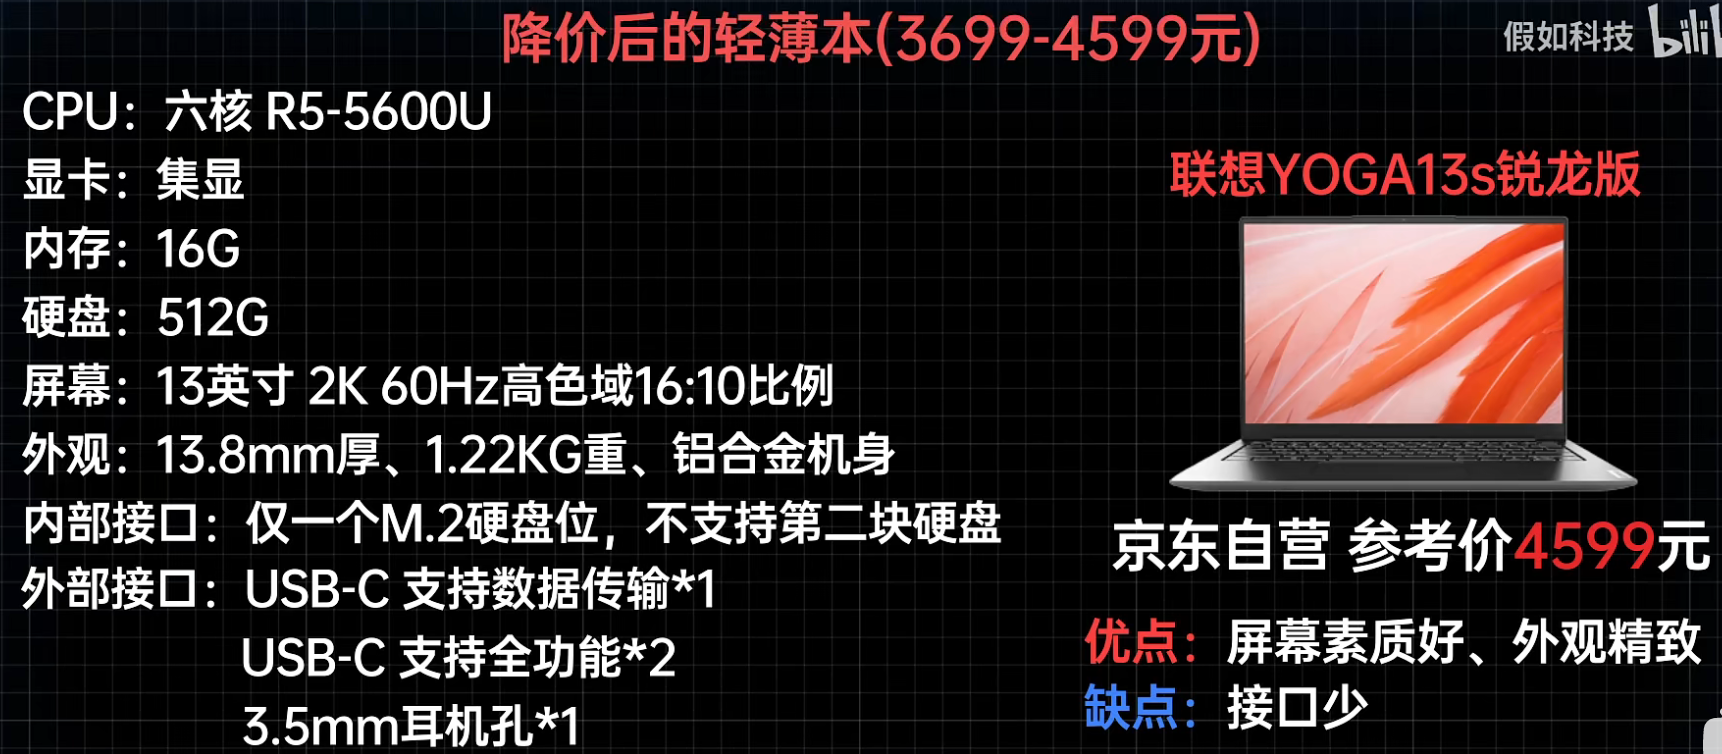 降价后的轻薄本(3699-4599元)
假如科技
CPU：六核 R5-5600U
显卡：集显
内存：16G
硬盘：512G
屏幕：13英寸 2K 60Hz高色域16:10比例
外观：13.8mm厚、1.22KG重、铝合金机身
内部接口：仅一个M.2硬盘位，不支持第二块硬盘
外部接口：USB-C 支持数据传输*1
USB-C 支持全功能*2
3.5mm耳机孔*1
联想YOGA13s锐龙版
京东自营 参考价4599元
优点：屏幕素质好、外观精致
缺点：接口少